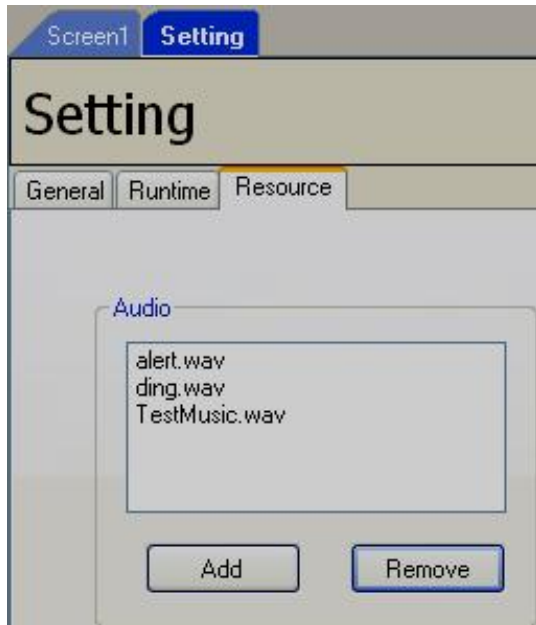 Screen1 Setting
Setting
General Runtime Resource
Audio
alert.wav
ding.wav
TestMusic.wav
Add Remove